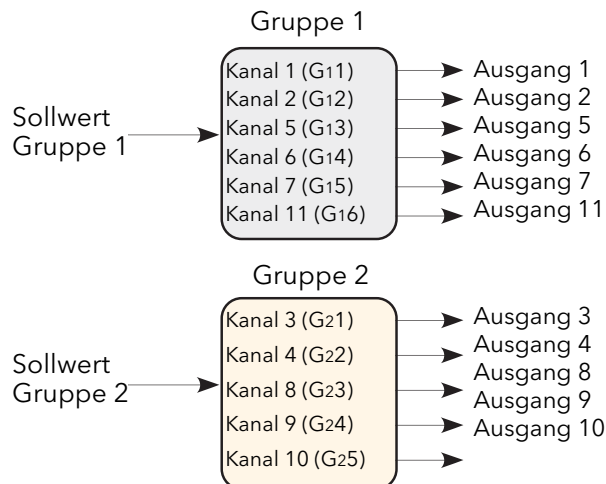 Gruppe 1
Kanal 1 (G11)
Kanal 2 (G12)
Kanal 5 (G13)
Kanal 6 (G14)
Kanal 7 (G15)
Kanal 11 (G16)
Sollwert
Gruppe 1
Ausgang 1
Ausgang 2
Ausgang 5
Ausgang 6
Ausgang 7
Ausgang 11
Gruppe 2
Kanal 3 (G21)
Kanal 4 (G22)
Kanal 8 (G23)
Kanal 9 (G24)
Kanal 10 (G25)
Sollwert
Gruppe 2
Ausgang 3
Ausgang 4
Ausgang 8
Ausgang 9
Ausgang 10